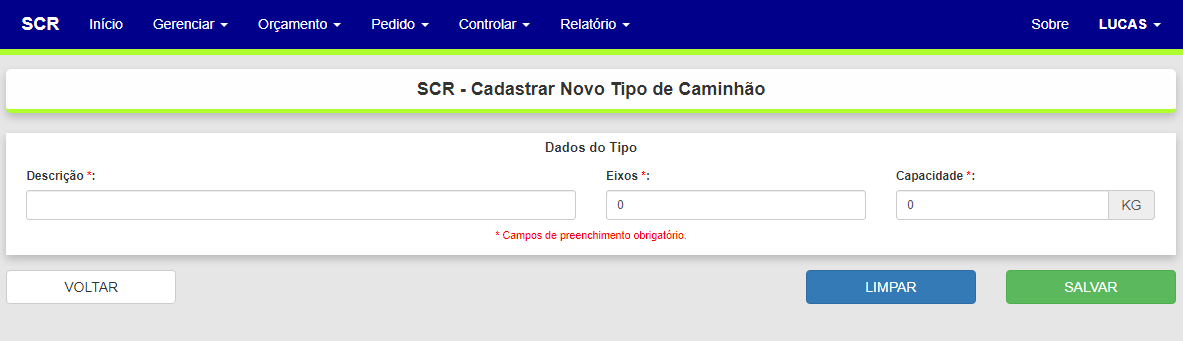 SCR Início Gerenciar Orçamento Pedido Controlar Relatório Sobre LUCAS
SCR - Cadastrar Novo Tipo de Caminhão
Dados do Tipo
Descrição *: Eixos *: Capacidade *:
0 0 KG
* Campos de preenchimento obrigatório.
VOLTAR LIMPAR SALVAR